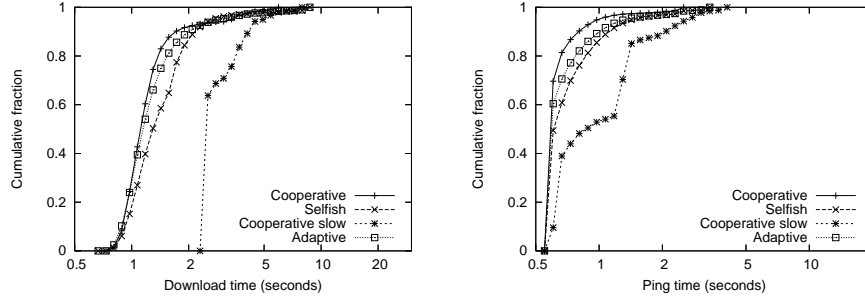 Cumulative fraction
1
0.8
0.6
0.4
0.2
0
Cooperative
Selfish
Cooperative slow
Adaptive
0.5 1 2 5 10 20
Download time (seconds)
Cumulative fraction
1
0.8
0.6
0.4
0.2
0
Cooperative
Selfish
Cooperative slow
Adaptive
0.5 1 2 5 10
Ping time (seconds)